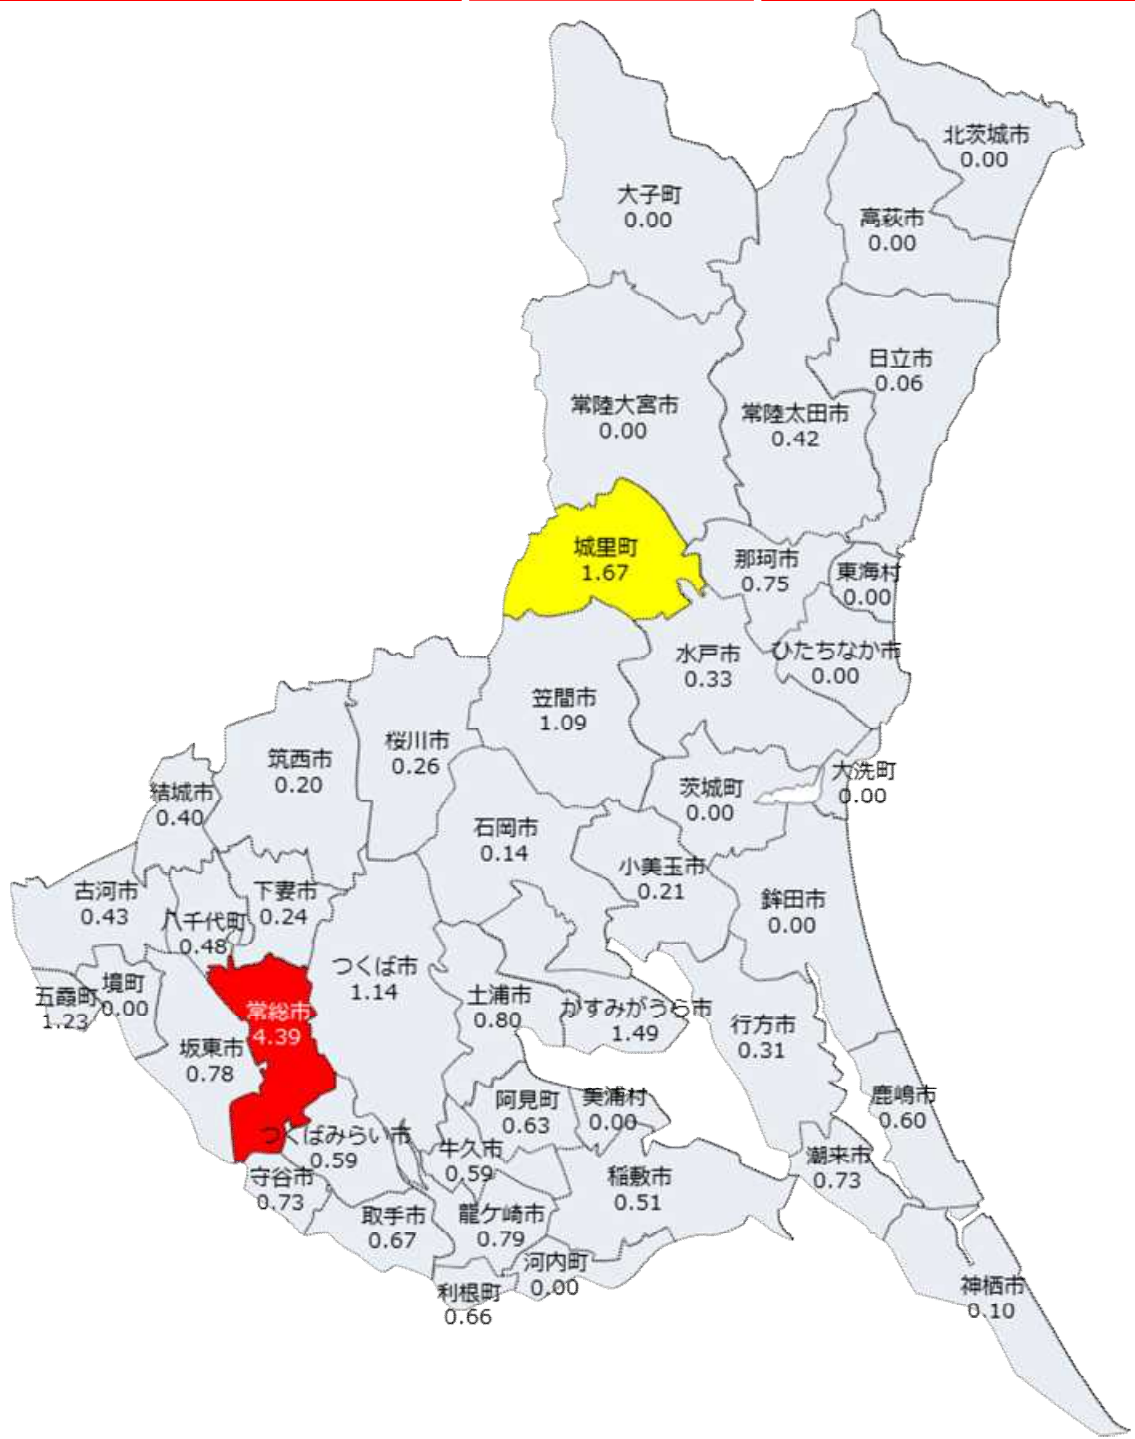 北茨城市
0.00
大子町
0.00
高萩市
0.00
日立市
0.06
常陸大宮市
0.00
常陸太田市
0.42
城里町
1.67
那珂市
0.75
東海村
0.00
水戸市
0.33
ひたちなか市
0.00
笠間市
1.09
桜川市
0.26
筑西市
0.20
結城市
0.40
大洗町
0.00
茨城町
0.00
石岡市
0.14
小美玉市
0.21
鉾田市
0.00
古河市
0.43
八千代町
0.48
下妻市
0.24
つくば市
1.14
境町
0.00
五霞町
1.23
常総市
4.39
坂東市
0.78
土浦市
0.80
かすみがうら市
1.49
行方市
0.31
鹿嶋市
0.60
阿見町
0.63
美浦村
0.00
つくばみらい市
0.59
牛久市
0.59
潮来市
0.73
守谷市
0.73
稲敷市
0.51
取手市
0.67
龍ケ崎市
0.79
河内町
0.00
利根町
0.66
神栖市
0.10